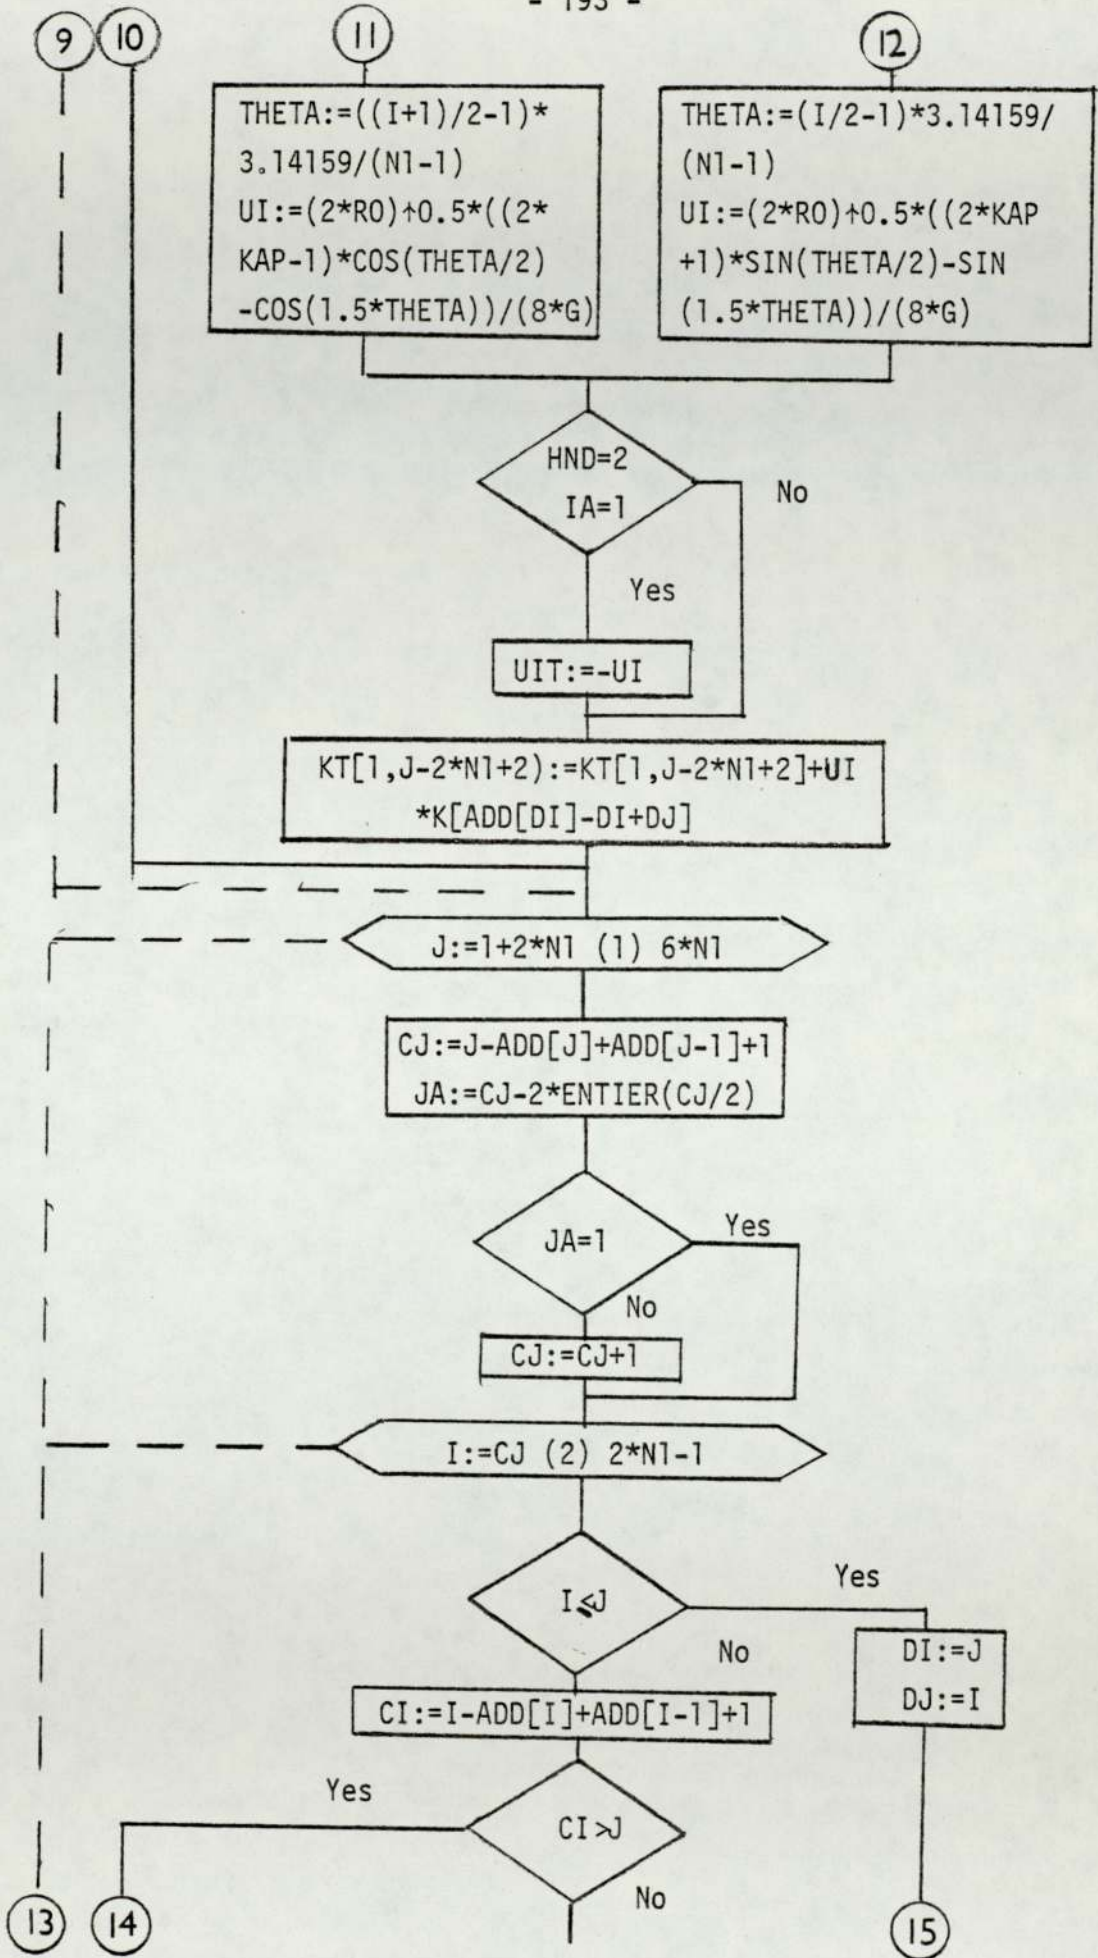 - 193 -
9 10 11 12
THETA:=((I+1)/2-1)*
3.14159/(N1-1)
UI:=(2*RO)↑0.5*((2*
KAP-1)*COS(THETA/2)
-COS(1.5*THETA))/(8*G)
THETA:=(I/2-1)*3.14159/
(N1-1)
UI:=(2*RO)↑0.5*((2*KAP
+1)*SIN(THETA/2)-SIN
(1.5*THETA))/(8*G)
HND=2
IA=1
No
Yes
UIT:=-UI
KT[1,J-2*N1+2):=KT[1,J-2*N1+2]+UI
*K[ADD[DI]-DI+DJ]
J:=1+2*N1 (1) 6*N1
CJ:=J-ADD[J]+ADD[J-1]+1
JA:=CJ-2*ENTIER(CJ/2)
JA=1
Yes
No
CJ:=CJ+1
I:=CJ (2) 2*N1-1
I≤J
Yes
No
DI:=J
DJ:=I
CI:=I-ADD[I]+ADD[I-1]+1
Yes
CI>J
No
13 14 15